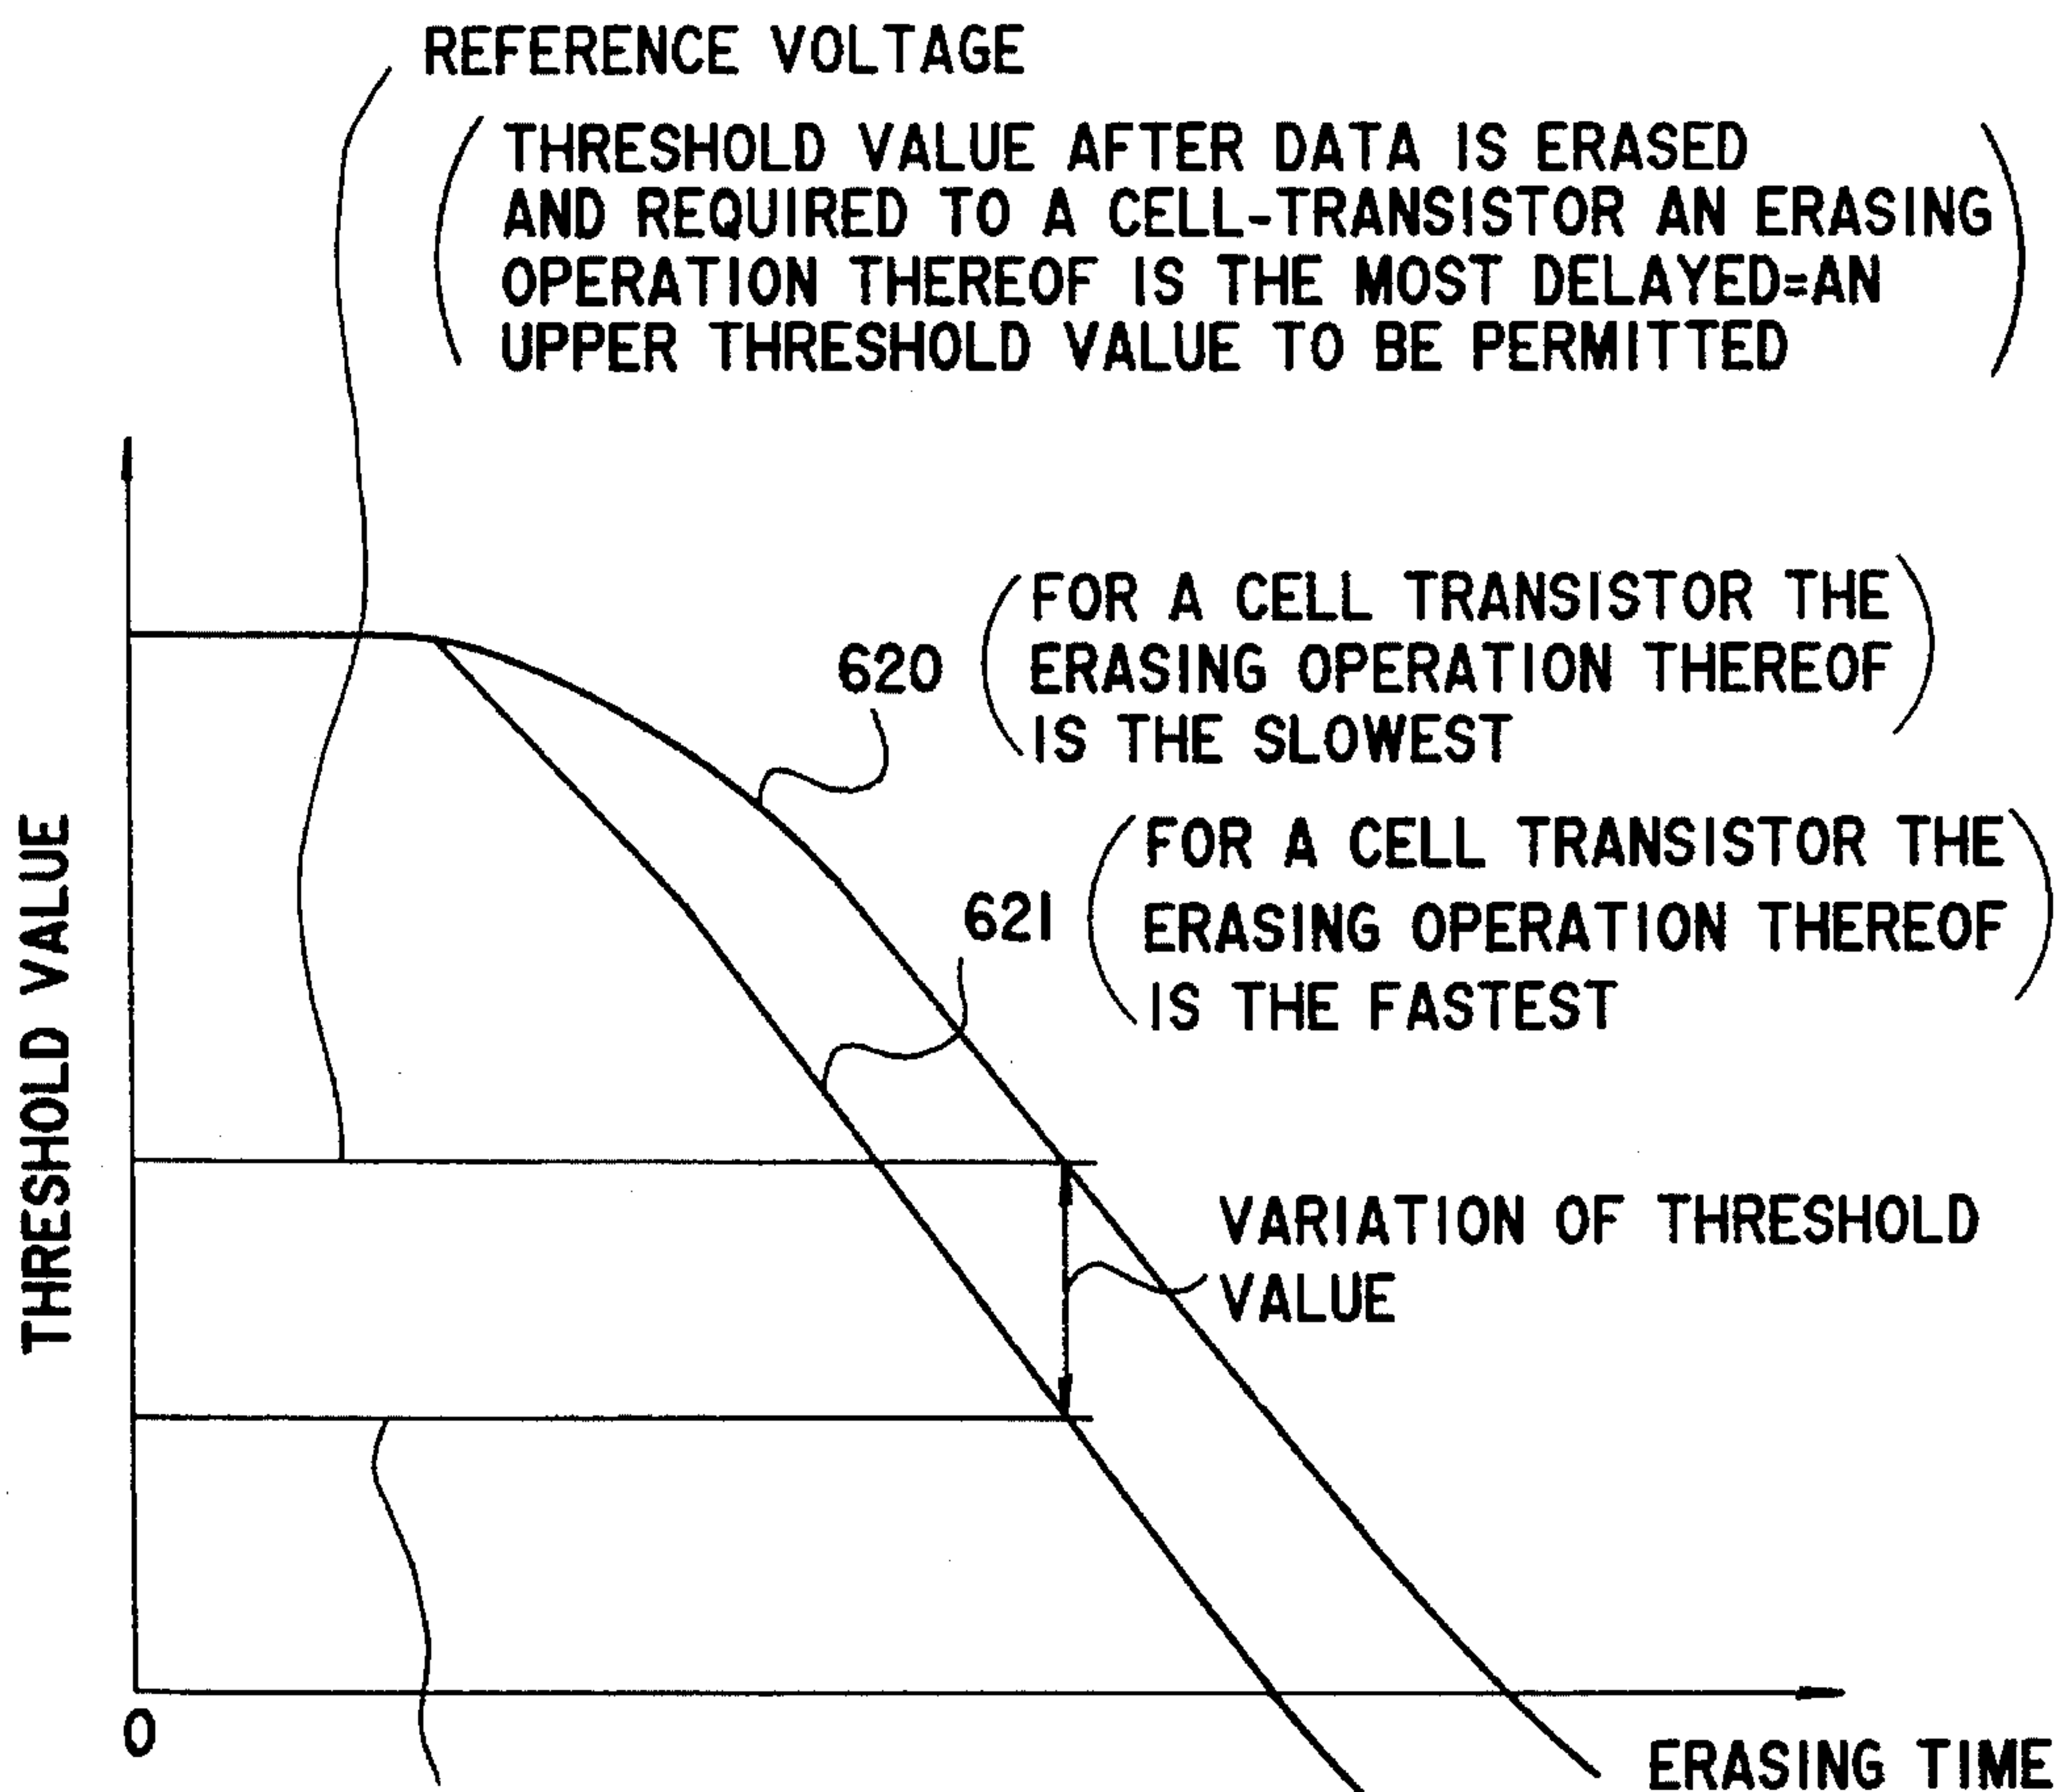 REFERENCE VOLTAGE
THRESHOLD VALUE AFTER DATA IS ERASED
AND REQUIRED TO A CELL-TRANSISTOR AN ERASING
OPERATION THEREOF IS THE MOST DELAYED=AN
UPPER THRESHOLD VALUE TO BE PERMITTED
620
FOR A CELL TRANSISTOR THE
ERASING OPERATION THEREOF
IS THE SLOWEST
621
FOR A CELL TRANSISTOR THE
ERASING OPERATION THEREOF
IS THE FASTEST
THRESHOLD VALUE
VARIATION OF THRESHOLD
VALUE
0
ERASING TIME